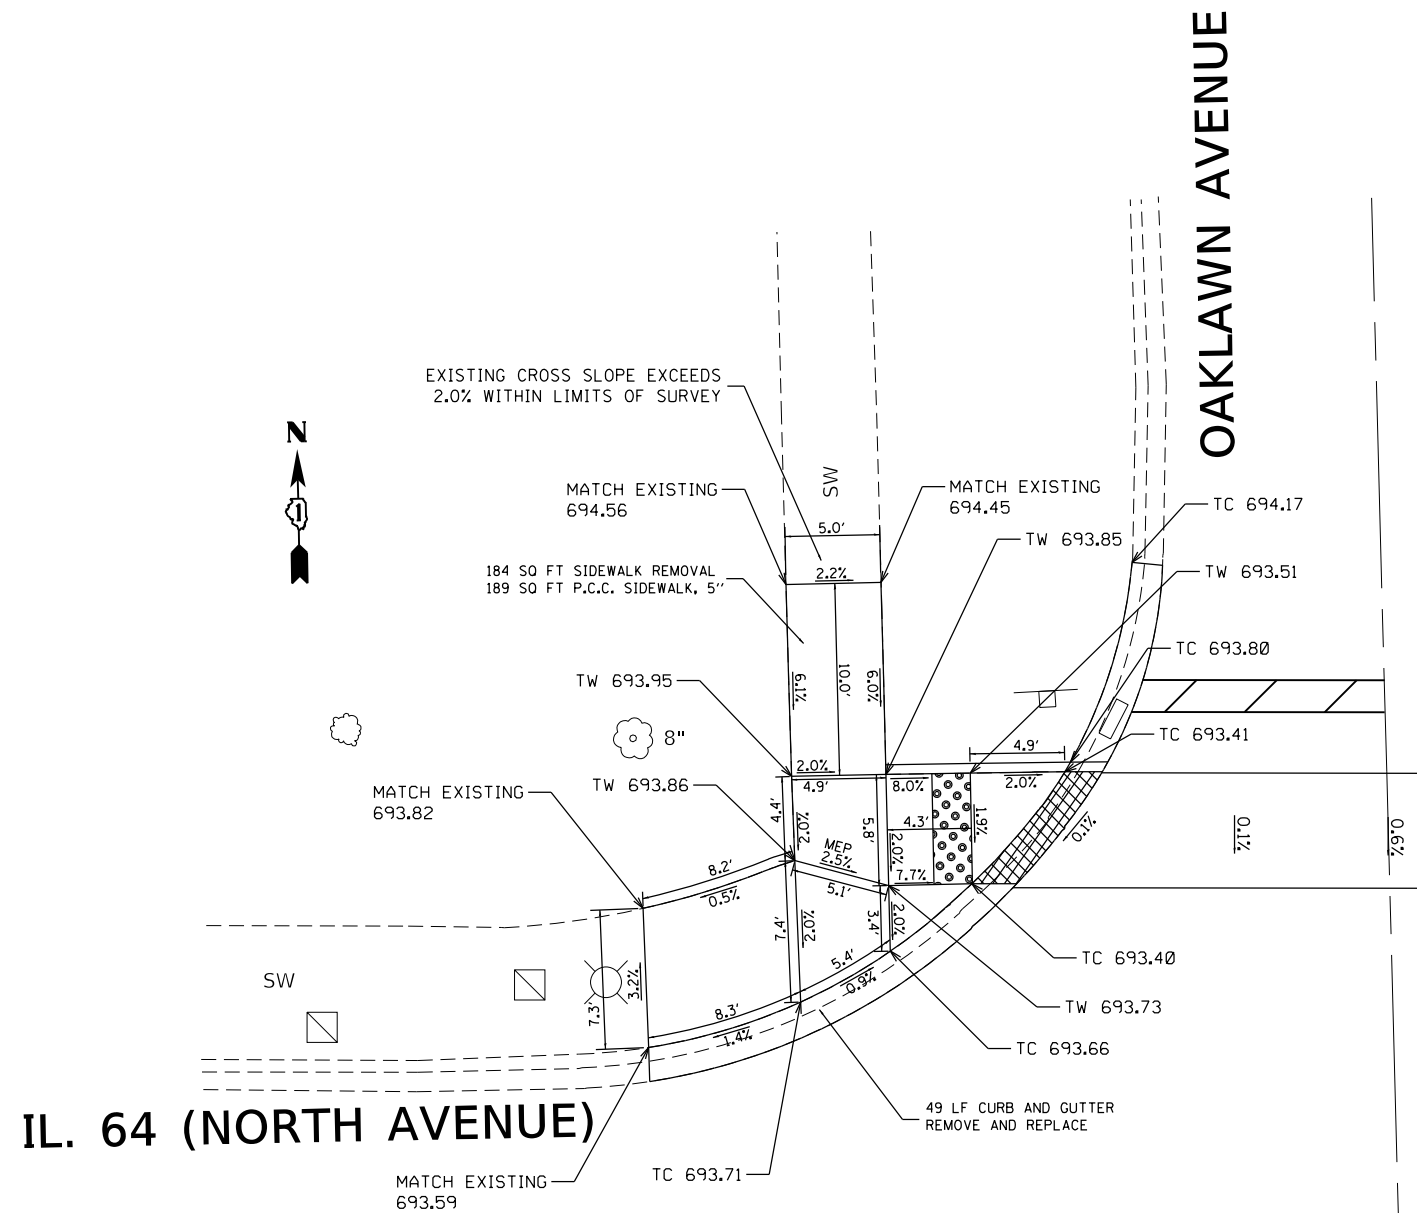 OAKLAWN AVENUE
EXISTING CROSS SLOPE EXCEEDS
2.0% WITHIN LIMITS OF SURVEY
N
1
SW
MATCH EXISTING
694.56
MATCH EXISTING
694.45
TC 694.17
5.0'
TW 693.85
184 SQ FT SIDEWALK REMOVAL
189 SQ FT P.C.C. SIDEWALK, 5"
2.2%
TW 693.51
TC 693.80
TW 693.95
6.1%
10.0'
6.0%
8"
TC 693.41
4.9'
2.0%
4.9'
8.0%
2.0%
TW 693.86
MATCH EXISTING
693.82
4.4'
2.0%
5.8'
4.3'
1.9%
0.1%
0.1%
0.6%
MEP
2.5%
2.0%
8.2'
0.5%
5.1'
7.7%
7.4'
2.0%
3.4'
2.0%
SW
3.2%
7.3'
5.4'
0.9%
TC 693.40
8.3'
1.4%
TW 693.73
TC 693.66
IL. 64 (NORTH AVENUE)
49 LF CURB AND GUTTER
REMOVE AND REPLACE
TC 693.71
MATCH EXISTING
693.59